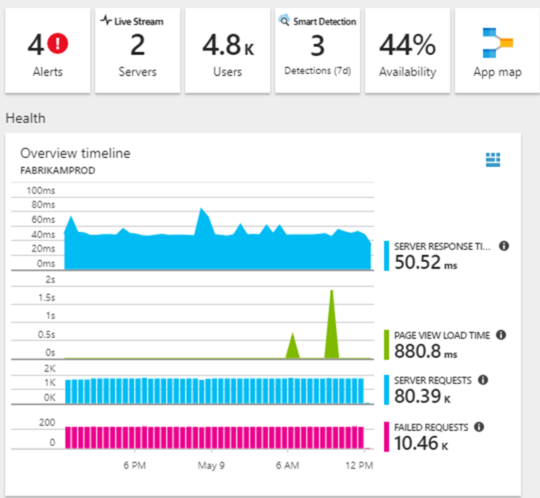 Live Stream
Smart Detection
4 2 4.8 K 3 44%
Alerts Servers Users Detections (7d) Availability App map
Health
Overview timeline
FABRIKAMPROD
100ms
80ms
60ms
40ms
20ms
0ms
SERVER RESPONSE TI...
50.52 ms
2s
1.5s
1s
0.5s
0s
PAGE VIEW LOAD TIME
880.8 ms
2K
1K
0K
SERVER REQUESTS
80.39 K
200
0
FAILED REQUESTS
10.46 K
6 PM May 9 6 AM 12 PM